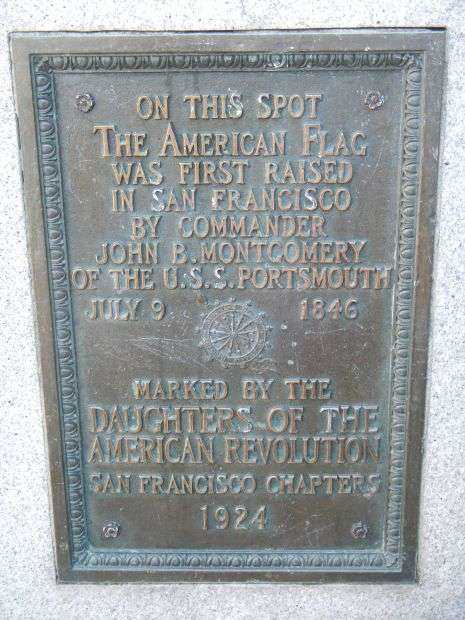 ON THIS SPOT
THE AMERICAN FLAG
WAS FIRST RAISED
IN SAN FRANCISCO
BY COMMANDER
JOHN B. MONTGOMERY
OF THE U.S.S. PORTSMOUTH
JULY 9 1846
MARKED BY THE
DAUGHTERS OF THE
AMERICAN REVOLUTION
SAN FRANCISCO CHAPTERS
1924